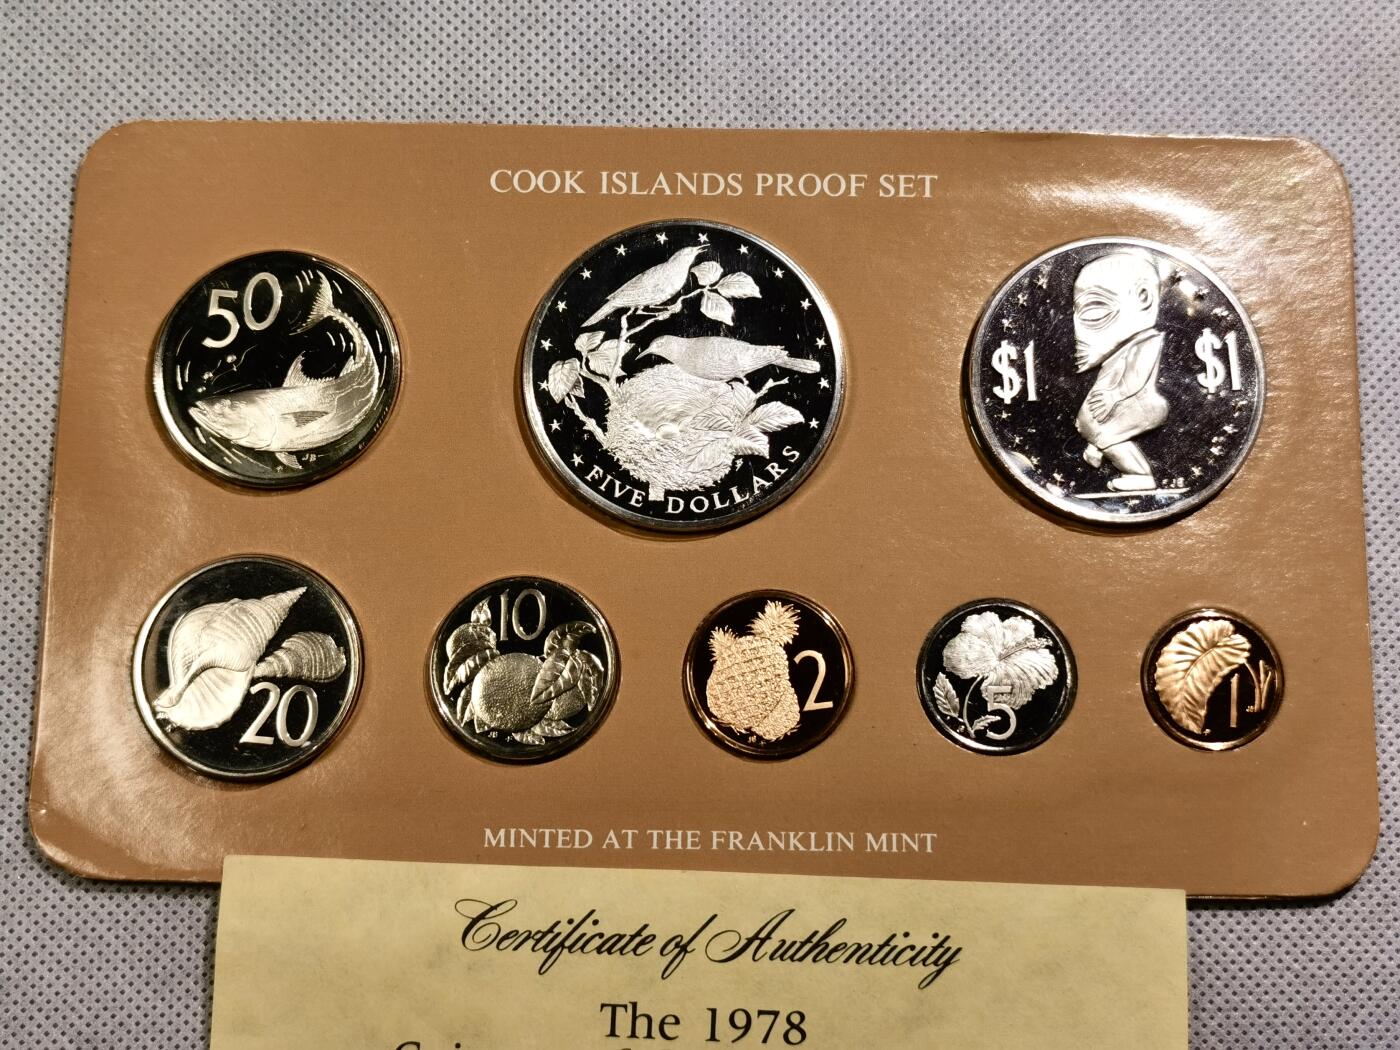 COOK ISLANDS PROOF SET
50
FIVE DOLLARS
$1 $1
20
10
2
5
1
MINTED AT THE FRANKLIN MINT
Certificate of Authenticity
The 1978